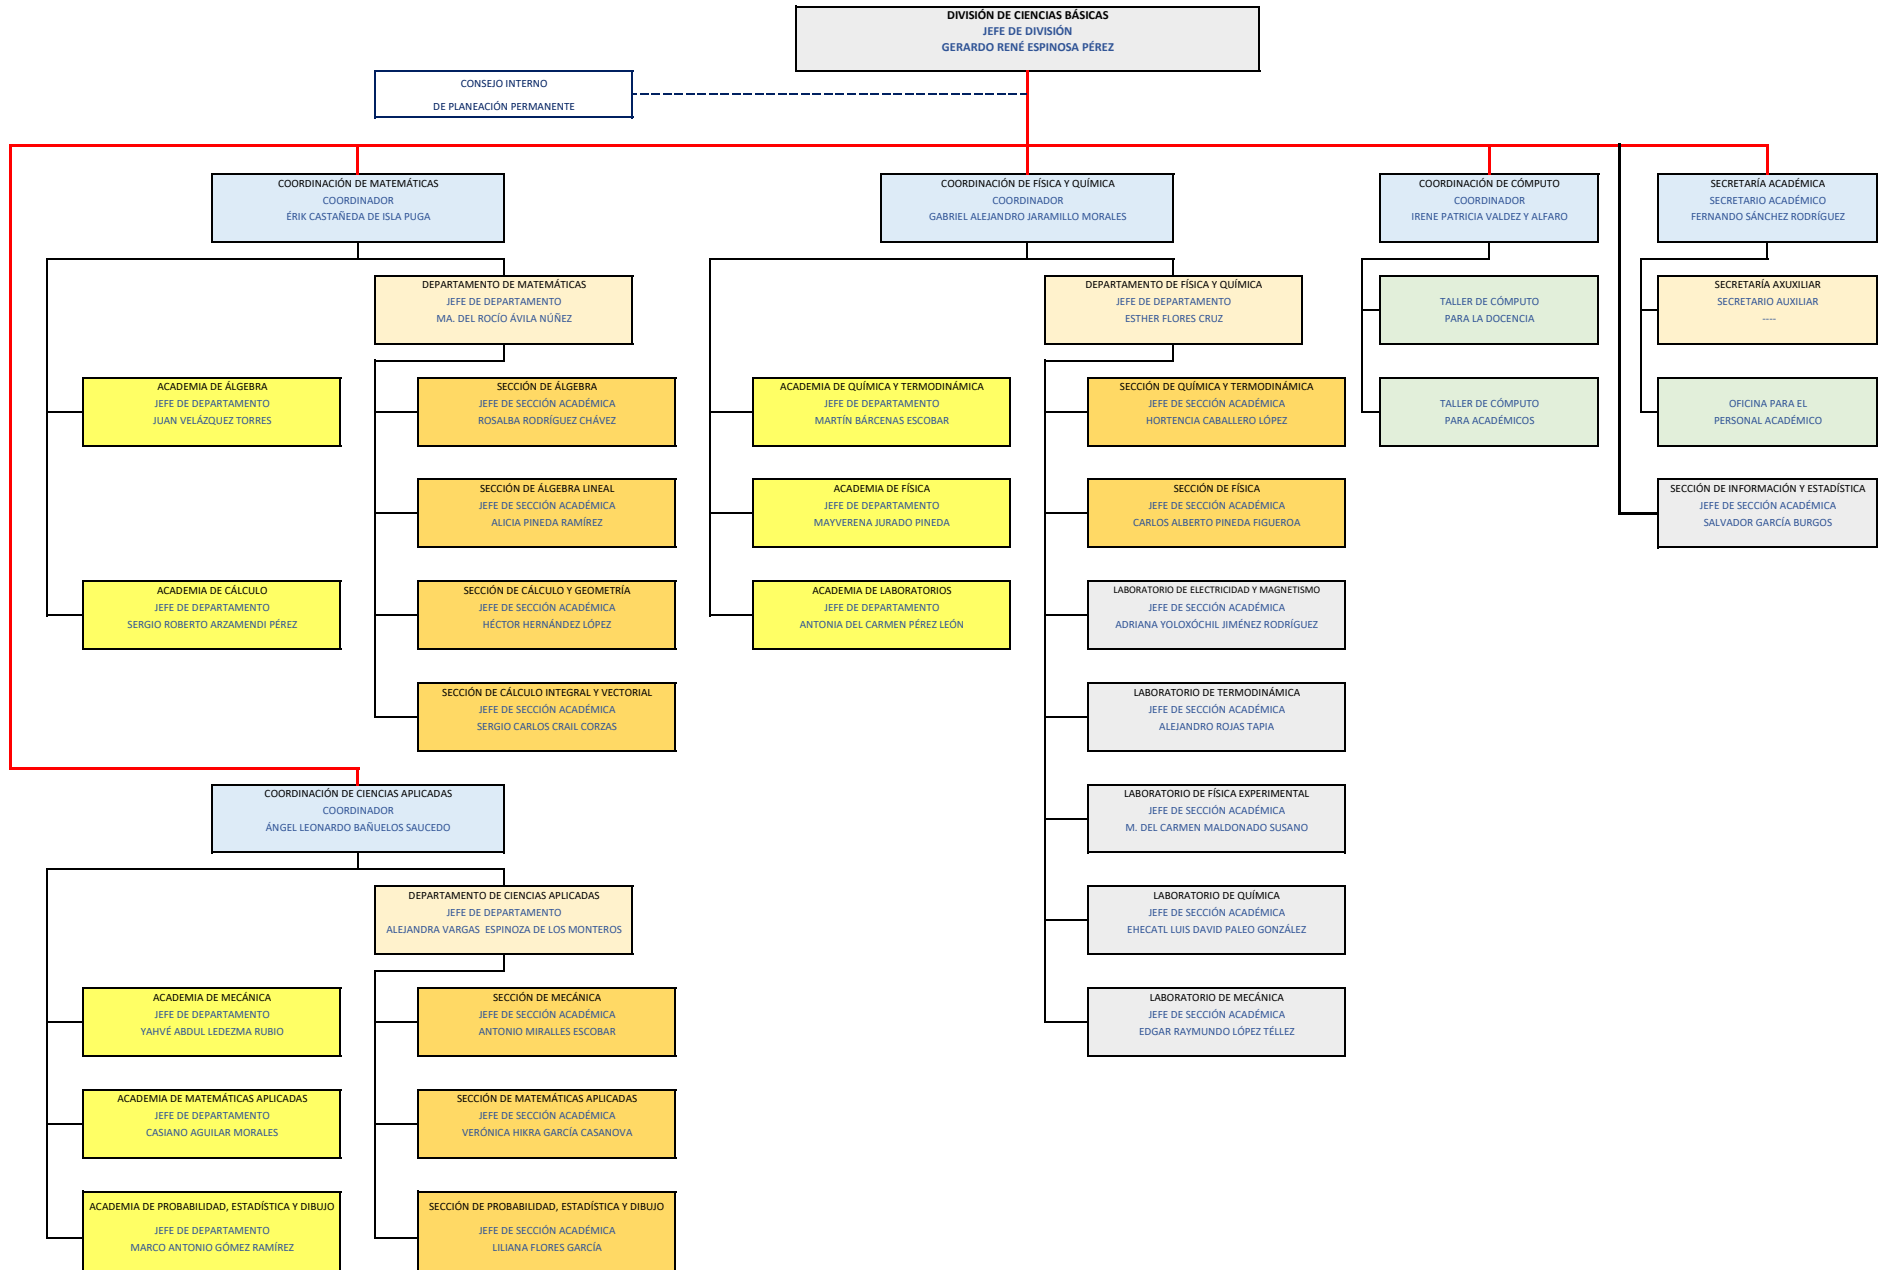 DIVISIÓN DE CIENCIAS BÁSICAS
JEFE DE DIVISIÓN
GERARDO RENÉ ESPINOSA PÉREZ
CONSEJO INTERNO
DE PLANEACIÓN PERMANENTE
COORDINACIÓN DE MATEMÁTICAS
COORDINADOR
ÉRIK CASTAÑEDA DE ISLA PUGA
COORDINACIÓN DE FÍSICA Y QUÍMICA
COORDINADOR
GABRIEL ALEJANDRO JARAMILLO MORALES
COORDINACIÓN DE CÓMPUTO
COORDINADOR
IRENE PATRICIA VALDEZ Y ALFARO
SECRETARÍA ACADÉMICA
SECRETARIO ACADÉMICO
FERNANDO SÁNCHEZ RODRÍGUEZ
DEPARTAMENTO DE MATEMÁTICAS
JEFE DE DEPARTAMENTO
MA. DEL ROCÍO ÁVILA NÚÑEZ
DEPARTAMENTO DE FÍSICA Y QUÍMICA
JEFE DE DEPARTAMENTO
ESTHER FLORES CRUZ
TALLER DE CÓMPUTO
PARA LA DOCENCIA
SECRETARÍA AXUXILIAR
SECRETARIO AUXILIAR
----
ACADEMIA DE ÁLGEBRA
JEFE DE DEPARTAMENTO
JUAN VELÁZQUEZ TORRES
SECCIÓN DE ÁLGEBRA
JEFE DE SECCIÓN ACADÉMICA
ROSALBA RODRÍGUEZ CHÁVEZ
ACADEMIA DE QUÍMICA Y TERMODINÁMICA
JEFE DE DEPARTAMENTO
MARTÍN BÁRCENAS ESCOBAR
SECCIÓN DE QUÍMICA Y TERMODINÁMICA
JEFE DE SECCIÓN ACADÉMICA
HORTENCIA CABALLERO LÓPEZ
TALLER DE CÓMPUTO
PARA ACADÉMICOS
OFICINA PARA EL
PERSONAL ACADÉMICO
SECCIÓN DE ÁLGEBRA LINEAL
JEFE DE SECCIÓN ACADÉMICA
ALICIA PINEDA RAMÍREZ
ACADEMIA DE FÍSICA
JEFE DE DEPARTAMENTO
MAYVERENA JURADO PINEDA
SECCIÓN DE FÍSICA
JEFE DE SECCIÓN ACADÉMICA
CARLOS ALBERTO PINEDA FIGUEROA
SECCIÓN DE INFORMACIÓN Y ESTADÍSTICA
JEFE DE SECCIÓN ACADÉMICA
SALVADOR GARCÍA BURGOS
ACADEMIA DE CÁLCULO
JEFE DE DEPARTAMENTO
SERGIO ROBERTO ARZAMENDI PÉREZ
SECCIÓN DE CÁLCULO Y GEOMETRÍA
JEFE DE SECCIÓN ACADÉMICA
HÉCTOR HERNÁNDEZ LÓPEZ
ACADEMIA DE LABORATORIOS
JEFE DE DEPARTAMENTO
ANTONIA DEL CARMEN PÉREZ LEÓN
LABORATORIO DE ELECTRICIDAD Y MAGNETISMO
JEFE DE SECCIÓN ACADÉMICA
ADRIANA YOLOXÓCHIL JIMÉNEZ RODRÍGUEZ
SECCIÓN DE CÁLCULO INTEGRAL Y VECTORIAL
JEFE DE SECCIÓN ACADÉMICA
SERGIO CARLOS CRAIL CORZAS
LABORATORIO DE TERMODINÁMICA
JEFE DE SECCIÓN ACADÉMICA
ALEJANDRO ROJAS TAPIA
COORDINACIÓN DE CIENCIAS APLICADAS
COORDINADOR
ÁNGEL LEONARDO BAÑUELOS SAUCEDO
LABORATORIO DE FÍSICA EXPERIMENTAL
JEFE DE SECCIÓN ACADÉMICA
M. DEL CARMEN MALDONADO SUSANO
DEPARTAMENTO DE CIENCIAS APLICADAS
JEFE DE DEPARTAMENTO
ALEJANDRA VARGAS ESPINOZA DE LOS MONTEROS
LABORATORIO DE QUÍMICA
JEFE DE SECCIÓN ACADÉMICA
EHECATL LUIS DAVID PALEO GONZÁLEZ
ACADEMIA DE MECÁNICA
JEFE DE DEPARTAMENTO
YAHVÉ ABDUL LEDEZMA RUBIO
SECCIÓN DE MECÁNICA
JEFE DE SECCIÓN ACADÉMICA
ANTONIO MIRALLES ESCOBAR
LABORATORIO DE MECÁNICA
JEFE DE SECCIÓN ACADÉMICA
EDGAR RAYMUNDO LÓPEZ TÉLLEZ
ACADEMIA DE MATEMÁTICAS APLICADAS
JEFE DE DEPARTAMENTO
CASIANO AGUILAR MORALES
SECCIÓN DE MATEMÁTICAS APLICADAS
JEFE DE SECCIÓN ACADÉMICA
VERÓNICA HIKRA GARCÍA CASANOVA
ACADEMIA DE PROBABILIDAD, ESTADÍSTICA Y DIBUJO
JEFE DE DEPARTAMENTO
MARCO ANTONIO GÓMEZ RAMÍREZ
SECCIÓN DE PROBABILIDAD, ESTADÍSTICA Y DIBUJO
JEFE DE SECCIÓN ACADÉMICA
LILIANA FLORES GARCÍA